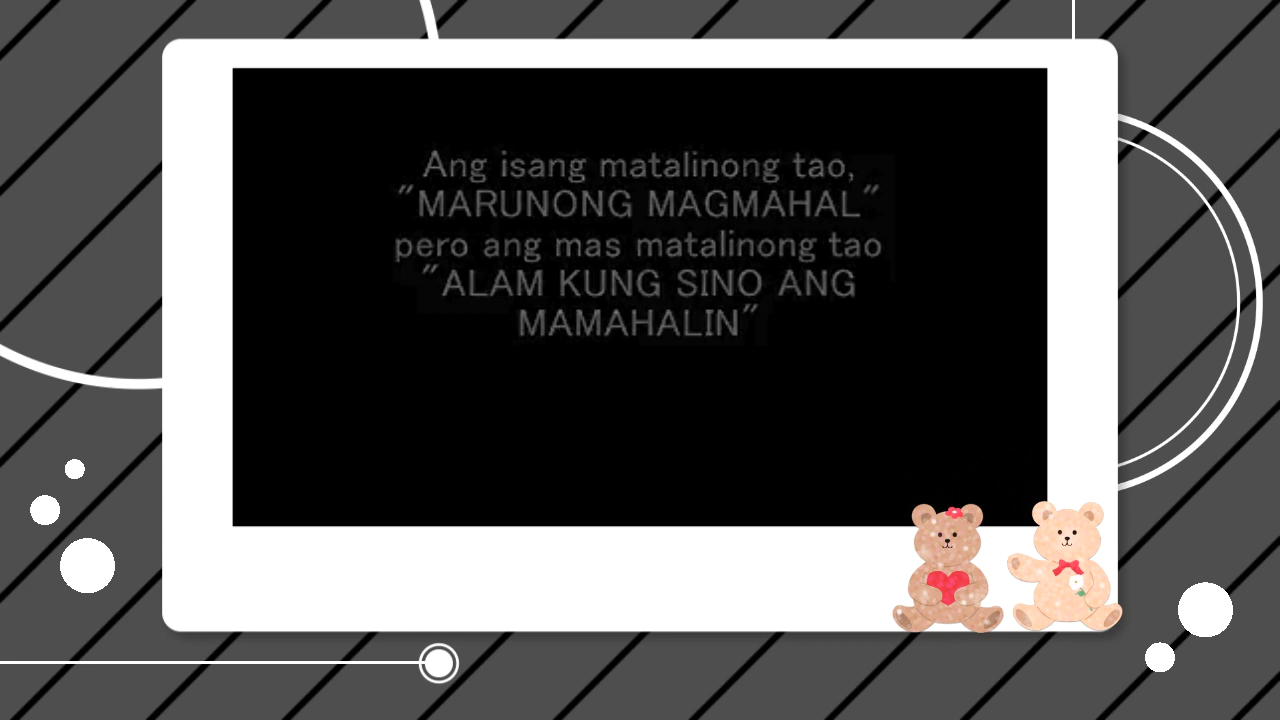 Ang isang matalinong tao,
"MARUNONG MAGMAHAL"
pero ang mas matalinong tao
"ALAM KUNG SINO ANG
MAMAHALIN"